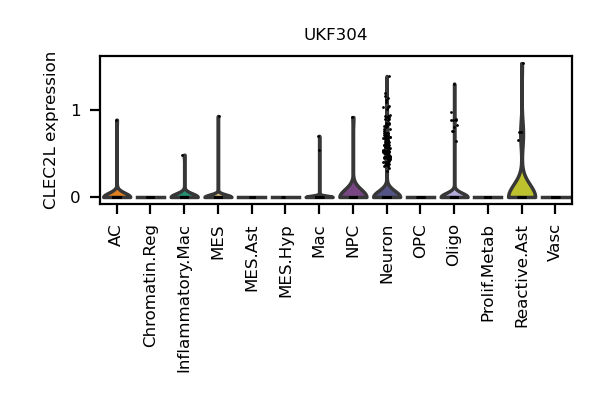 UKF304
CLEC2L expression
1
0
AC
Chromatin.Reg
Inflammatory.Mac
MES
MES.Ast
MES.Hyp
Mac
NPC
Neuron
OPC
Oligo
Prolif.Metab
Reactive.Ast
Vasc